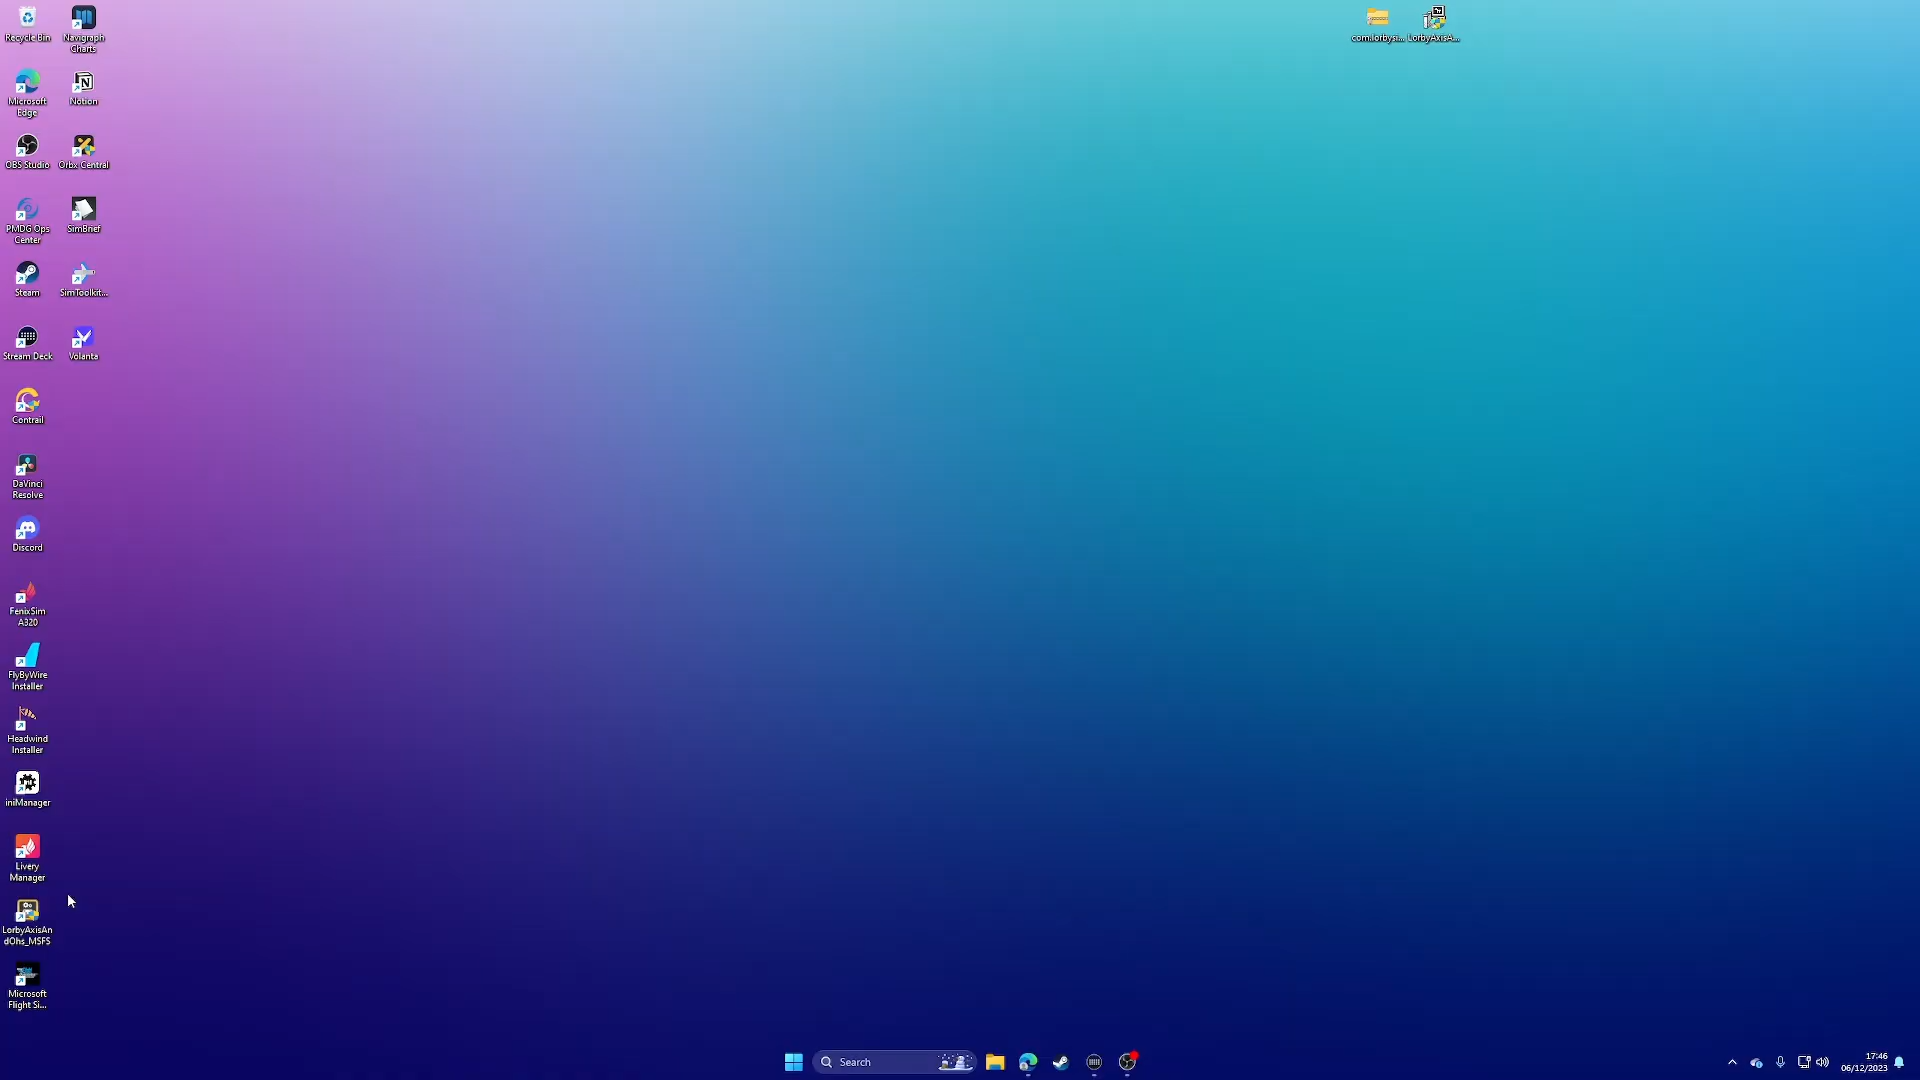 Recycle Bin
Navigraph
Charts
com.lorbysi...
LorbyAxisA...
Microsoft
Edge
Notion
OBS Studio
Orbx Central
PMDG Ops
Center
SimBrief
Steam
SimToolkit...
Stream Deck
Volanta
Contrail
DaVinci
Resolve
Discord
FenixSim
A320
FlyByWire
Installer
Headwind
Installer
iniManager
Livery
Manager
LorbyAxisAn
dOhs_MSFS
Microsoft
Flight Si...
Search
17:46
06/12/2023